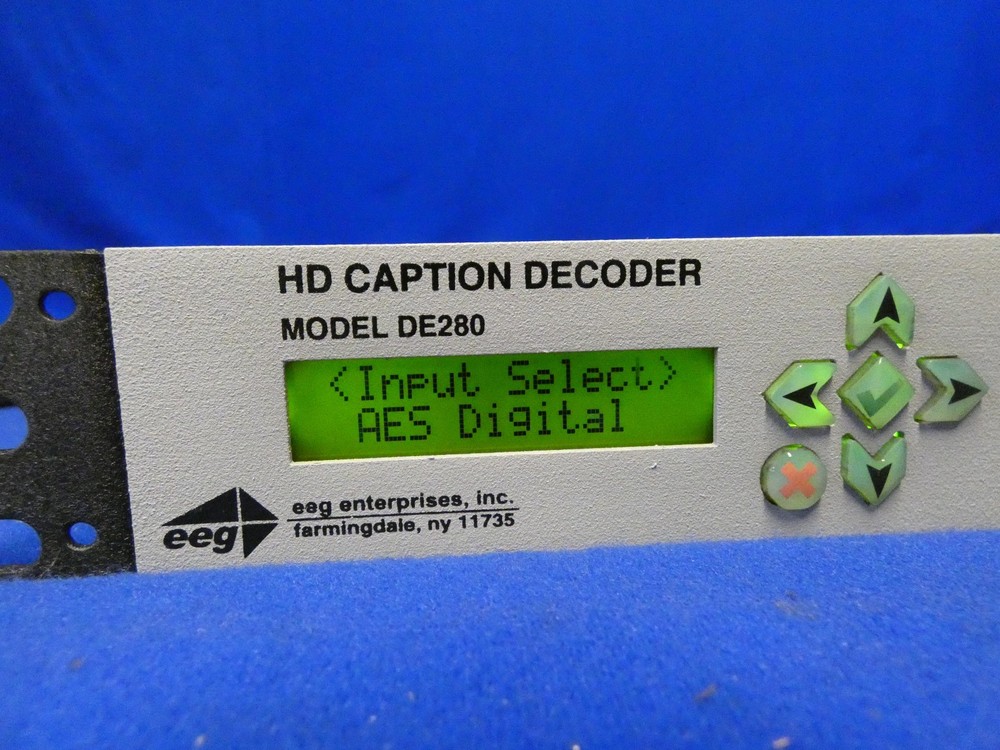 HD CAPTION DECODER
MODEL DE280
<Input Select>
AES Digital
eeg
eeg enterprises, inc.
farmingdale, ny 11735